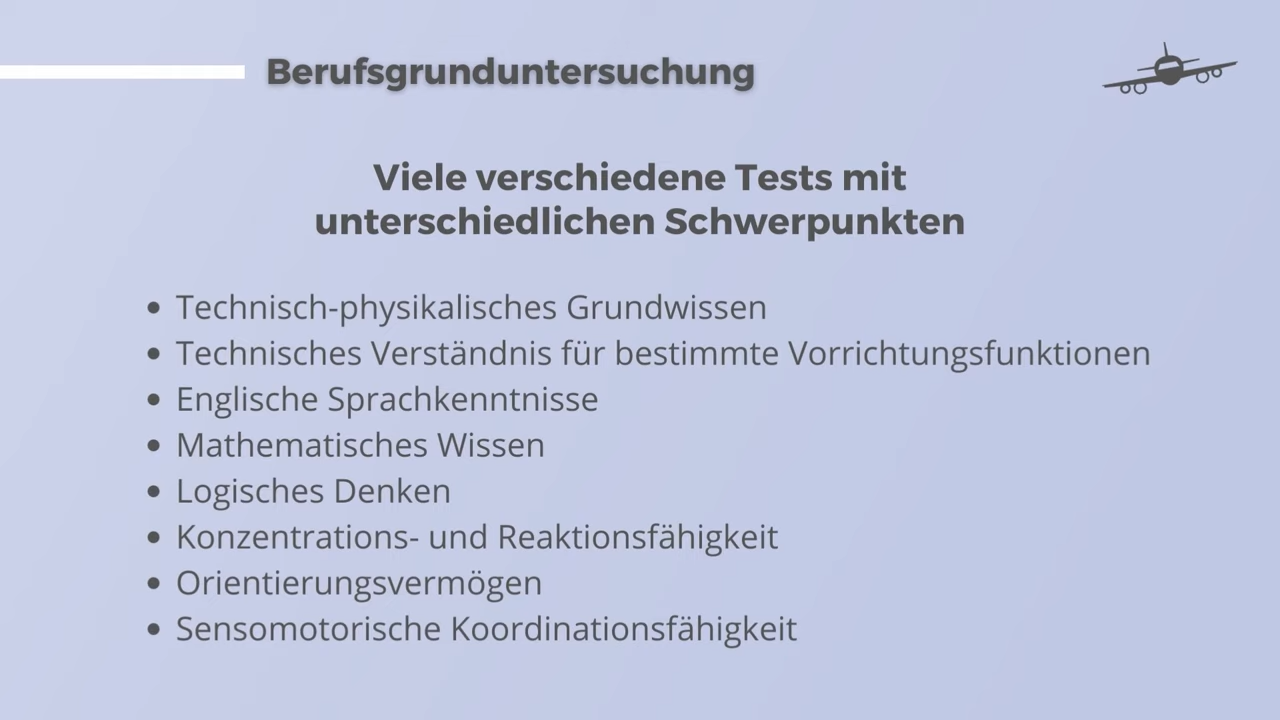 Berufsgrunduntersuchung
Viele verschiedene Tests mit
unterschiedlichen Schwerpunkten
• Technisch-physikalisches Grundwissen
• Technisches Verständnis für bestimmte Vorrichtungsfunktionen
• Englische Sprachkenntnisse
• Mathematisches Wissen
• Logisches Denken
• Konzentrations- und Reaktionsfähigkeit
• Orientierungsvermögen
• Sensomotorische Koordinationsfähigkeit